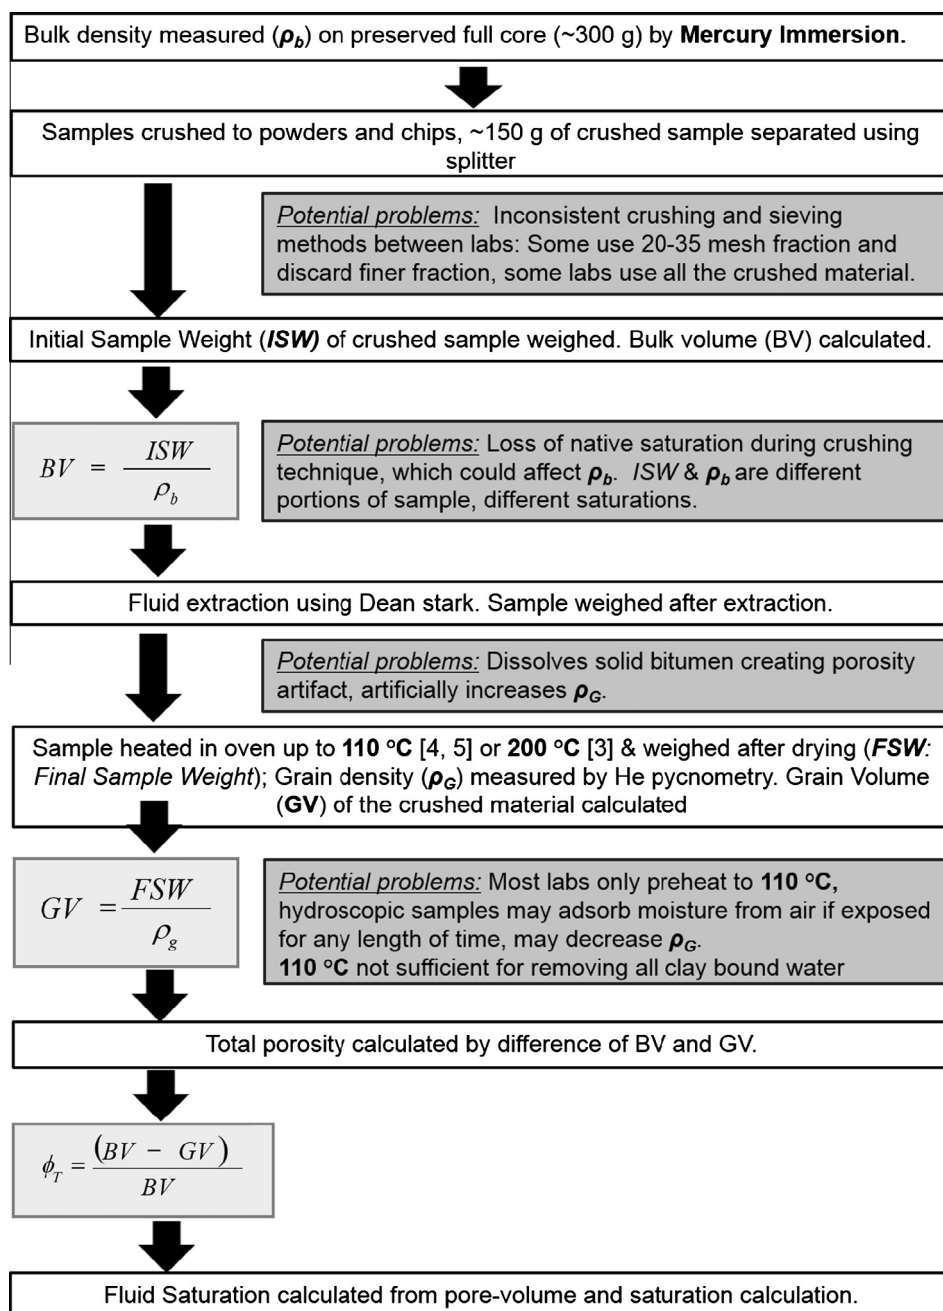 Bulk density measured (ρb) on preserved full core (~300 g) by Mercury Immersion.
Samples crushed to powders and chips, ~150 g of crushed sample separated using
splitter
Potential problems: Inconsistent crushing and sieving
methods between labs: Some use 20-35 mesh fraction and
discard finer fraction, some labs use all the crushed material.
Initial Sample Weight (ISW) of crushed sample weighed. Bulk volume (BV) calculated.
BV = ISW / ρb
Potential problems: Loss of native saturation during crushing
technique, which could affect ρb. ISW & ρb are different
portions of sample, different saturations.
Fluid extraction using Dean stark. Sample weighed after extraction.
Potential problems: Dissolves solid bitumen creating porosity
artifact, artificially increases ρG.
Sample heated in oven up to 110 ºC [4, 5] or 200 ºC [3] & weighed after drying (FSW:
Final Sample Weight); Grain density (ρG) measured by He pycnometry. Grain Volume
(GV) of the crushed material calculated
GV = FSW / ρg
Potential problems: Most labs only preheat to 110 ºC,
hydroscopic samples may adsorb moisture from air if exposed
for any length of time, may decrease ρG.
110 ºC not sufficient for removing all clay bound water
Total porosity calculated by difference of BV and GV.
ϕT = (BV − GV) / BV
Fluid Saturation calculated from pore-volume and saturation calculation.